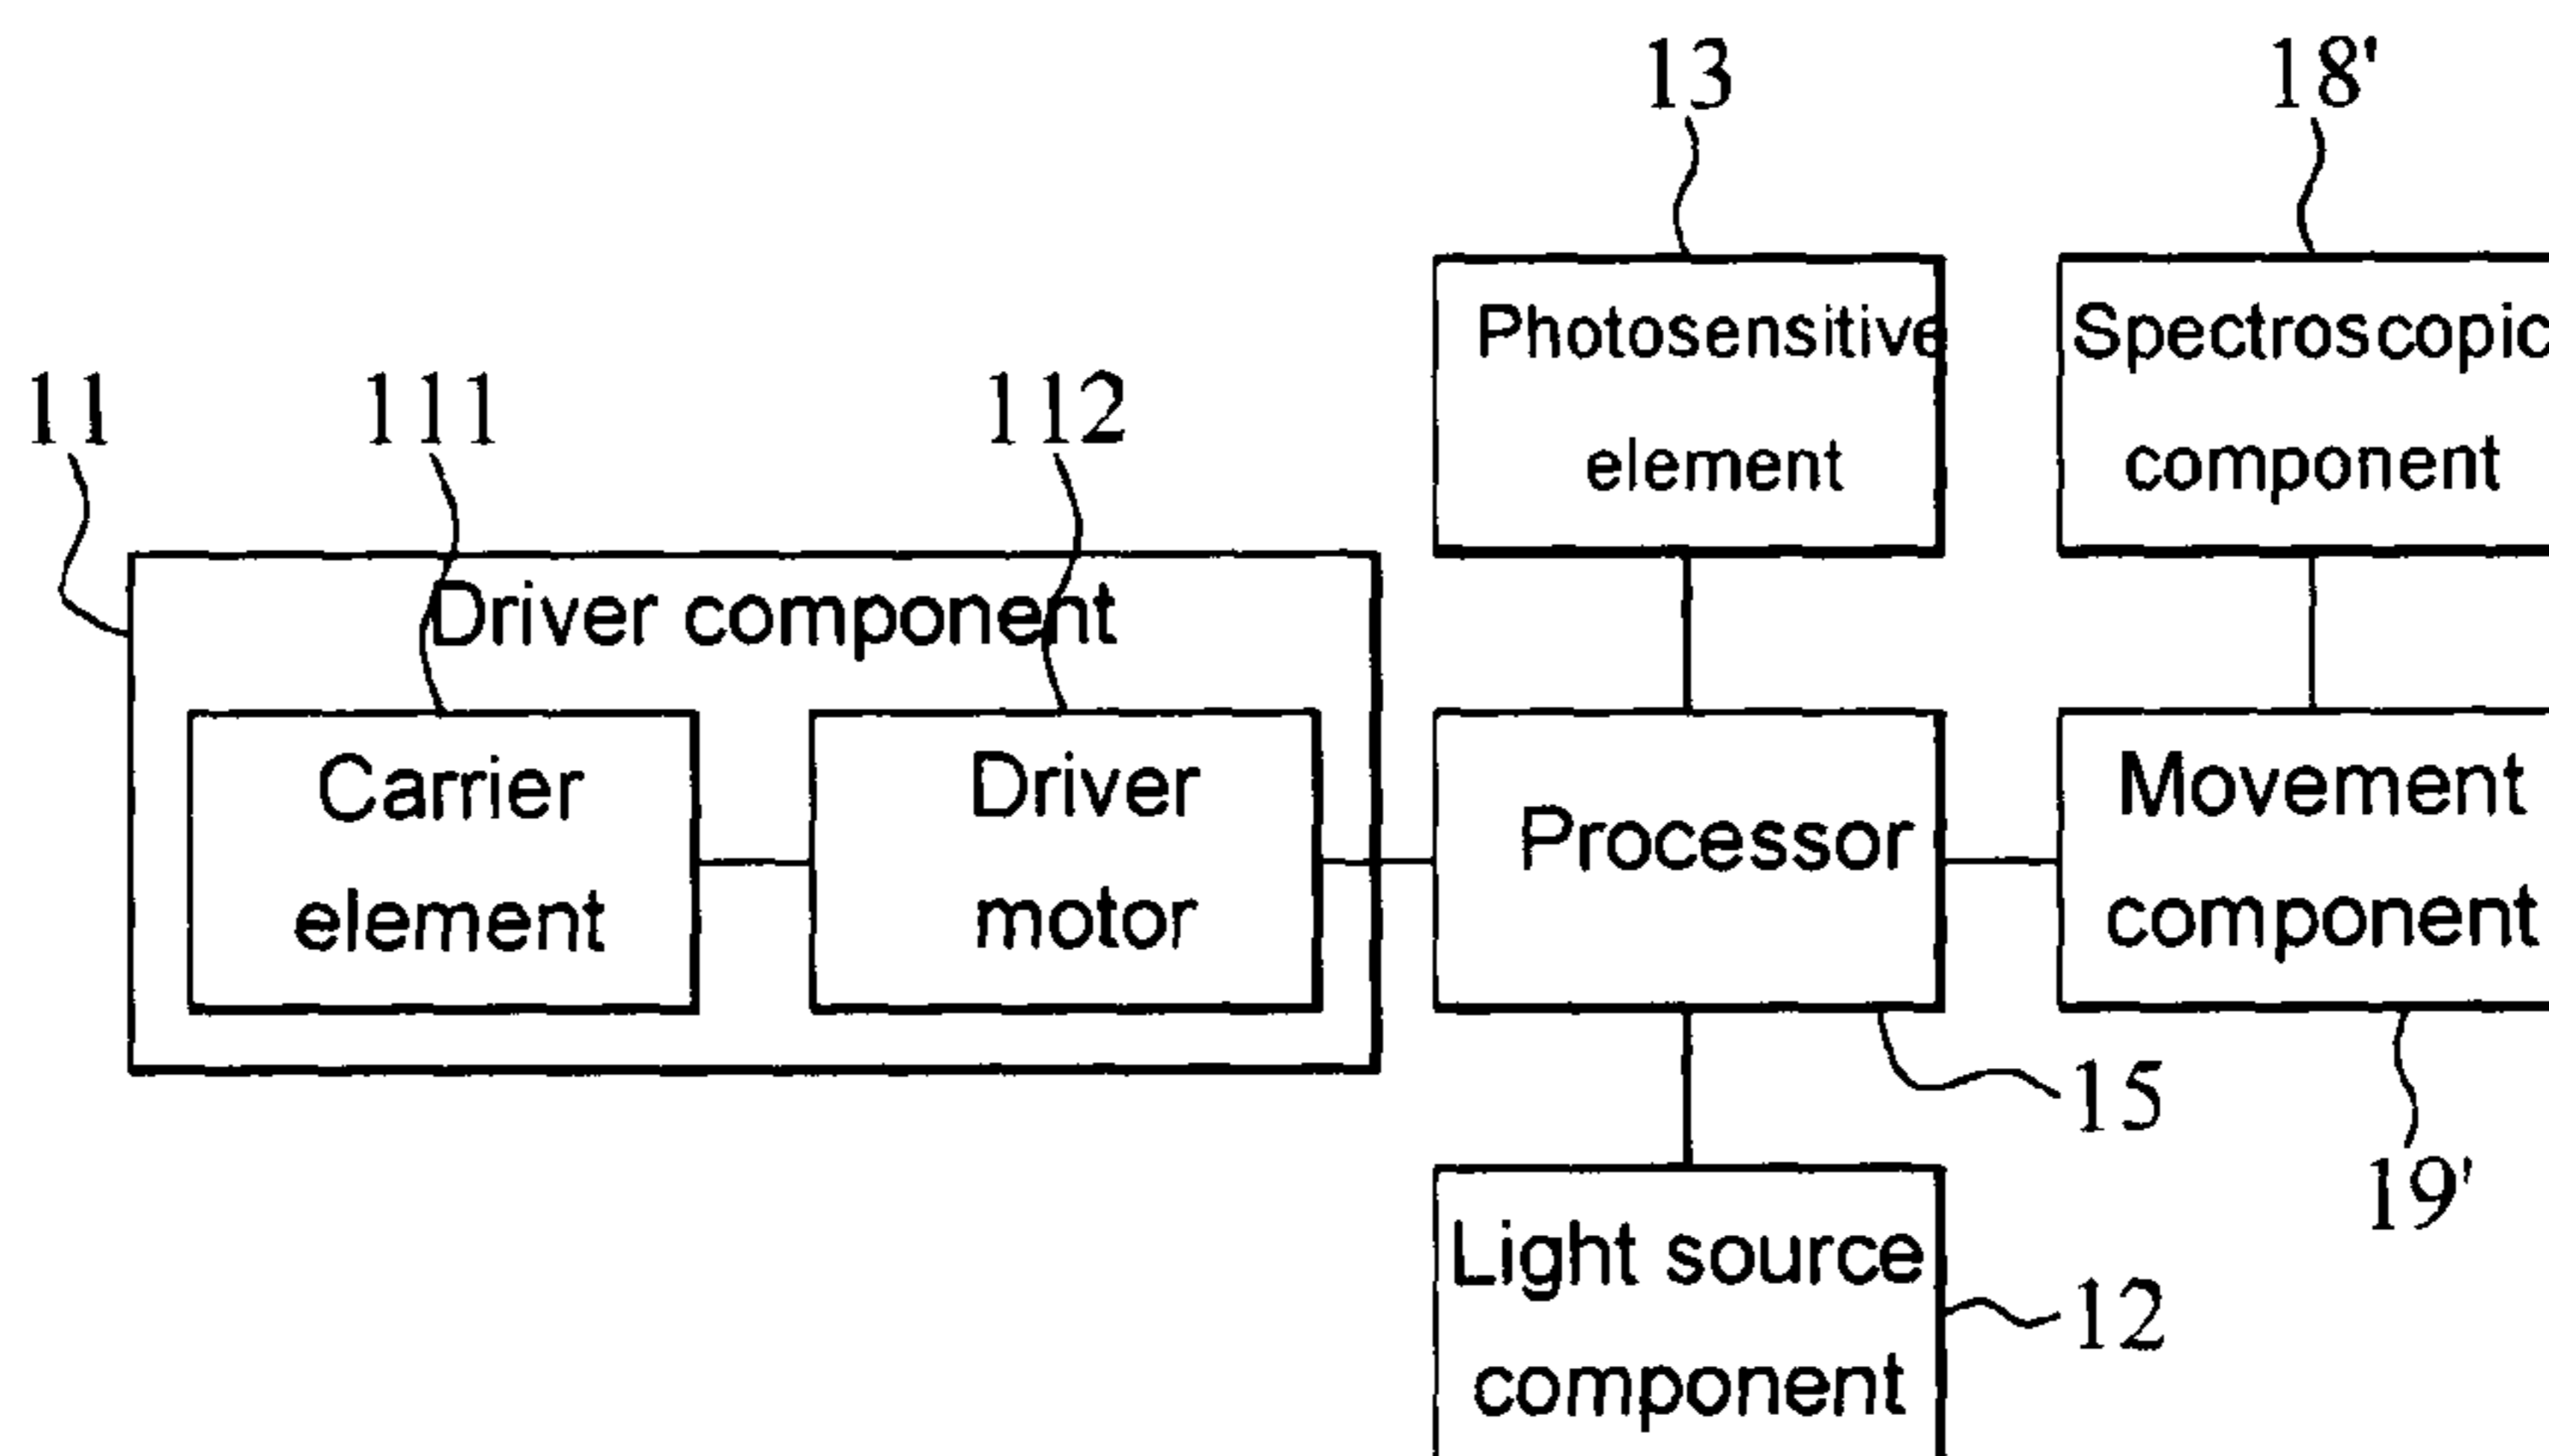 13
18'
Photosensitive
element
Spectroscopic
component
11
111
112
Driver component
Carrier
element
Driver
motor
Processor
Movement
component
15
19'
Light source
component
12